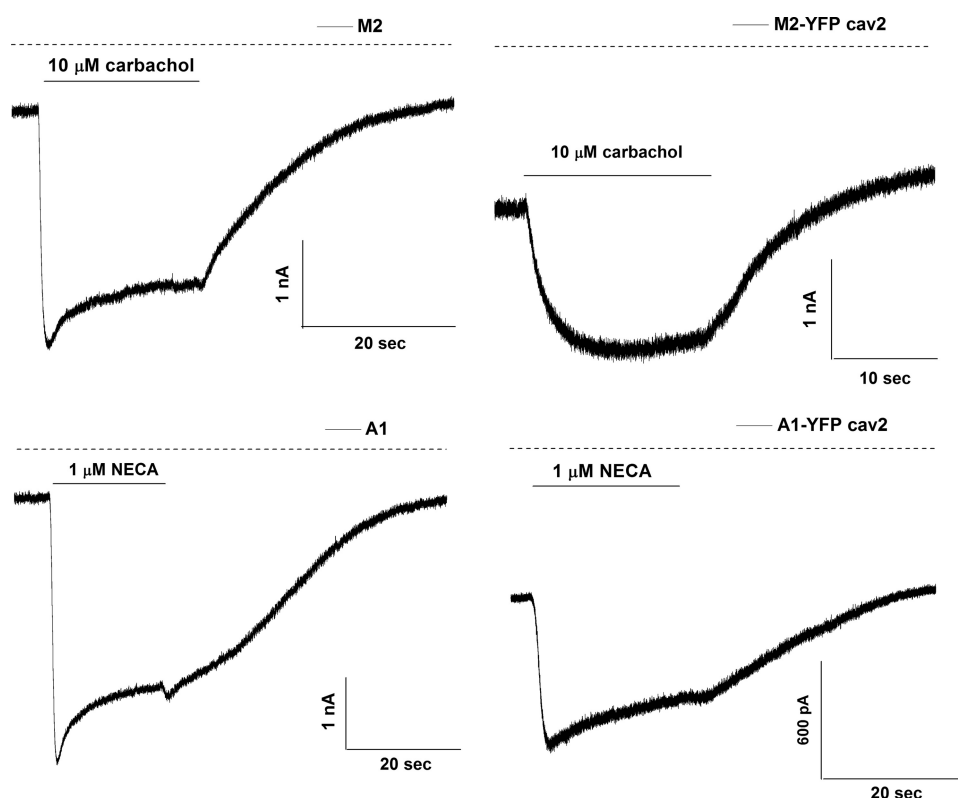 M2
10 μM carbachol
1 nA
20 sec
M2-YFP cav2
10 μM carbachol
1 nA
10 sec
A1
1 μM NECA
1 nA
20 sec
A1-YFP cav2
1 μM NECA
600 pA
20 sec